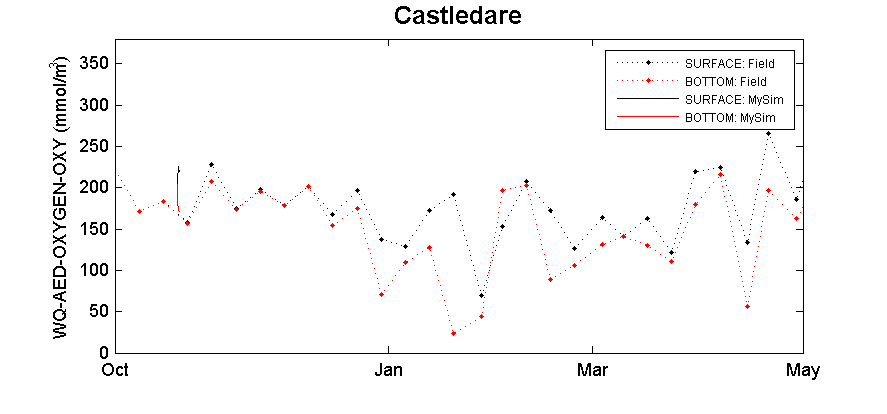 Castledare
WQ-AED-OXYGEN-OXY (mmol/m³)
350
300
250
200
150
100
50
0
Oct
Jan
Mar
May
SURFACE: Field
BOTTOM: Field
SURFACE: MySim
BOTTOM: MySim